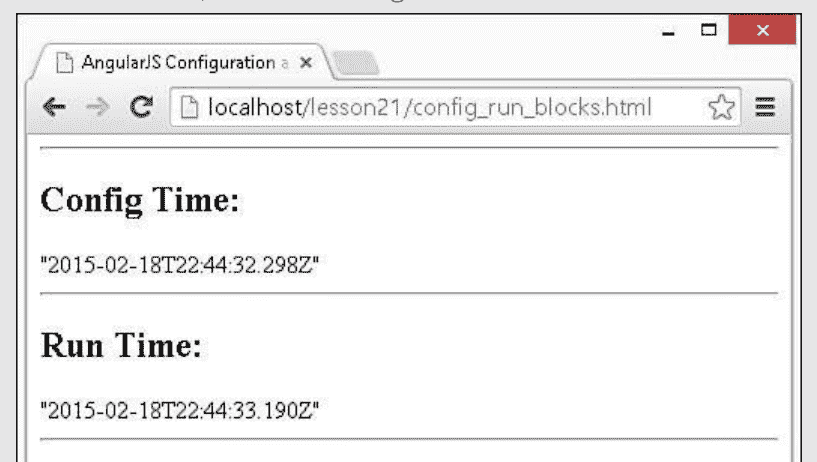 AngularJS Configuration a
localhost/lesson21/config_run_blocks.html
Config Time:
"2015-02-18T22:44:32.298Z"
Run Time:
"2015-02-18T22:44:33.190Z"